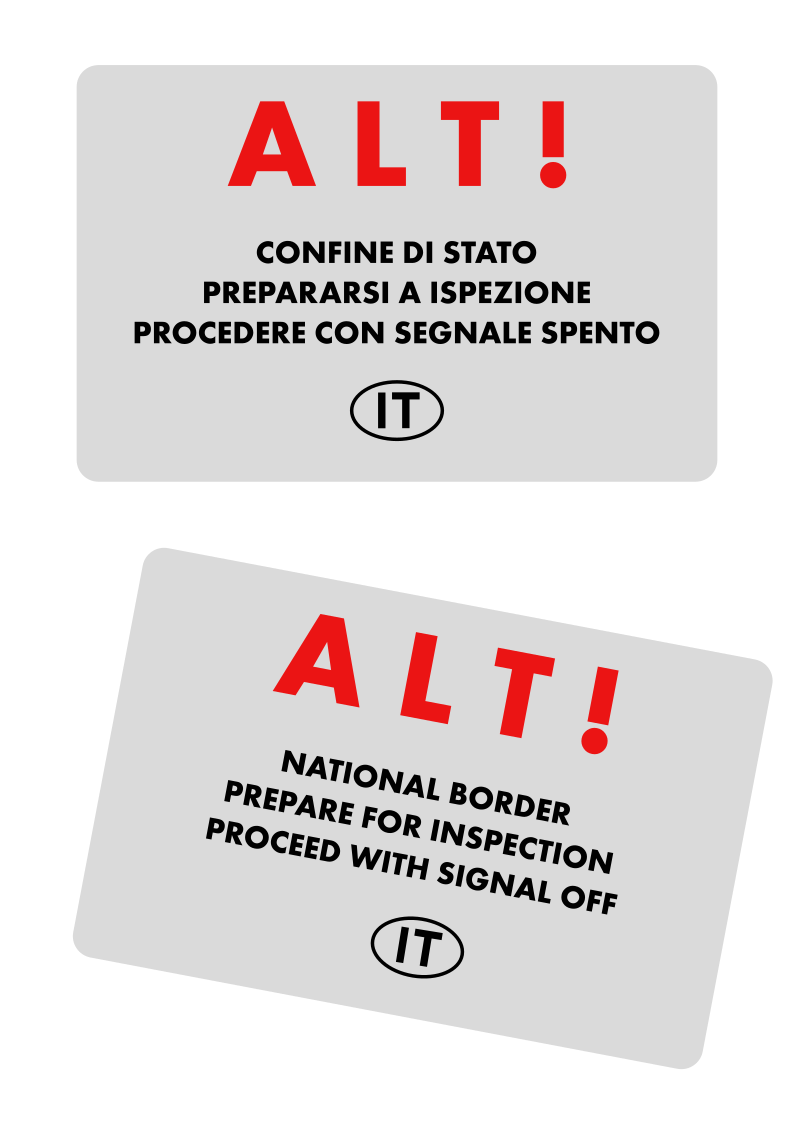 ALT!
CONFINE DI STATO
PREPARARSI A ISPEZIONE
PROCEDERE CON SEGNALE SPENTO
IT
ALT!
NATIONAL BORDER
PREPARE FOR INSPECTION
PROCEED WITH SIGNAL OFF
IT